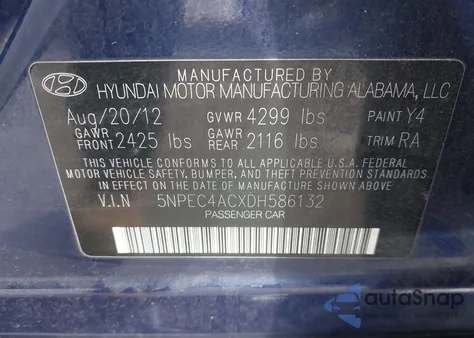 MANUFACTURED BY
HYUNDAI MOTOR MANUFACTURING ALABAMA, LLC
Aug/20/12 GVWR 4299 lbs PAINT Y4
GAWR FRONT 2425 lbs GAWR REAR 2116 lbs TRIM RA
THIS VEHICLE CONFORMS TO ALL APPLICABLE U.S.A. FEDERAL
MOTOR VEHICLE SAFETY, BUMPER, AND THEFT PREVENTION STANDARDS
IN EFFECT ON THE DATE OF MANUFACTURE SHOWN ABOVE.
V.I.N 5NPEC4ACXDH586132
PASSENGER CAR
autoSnap